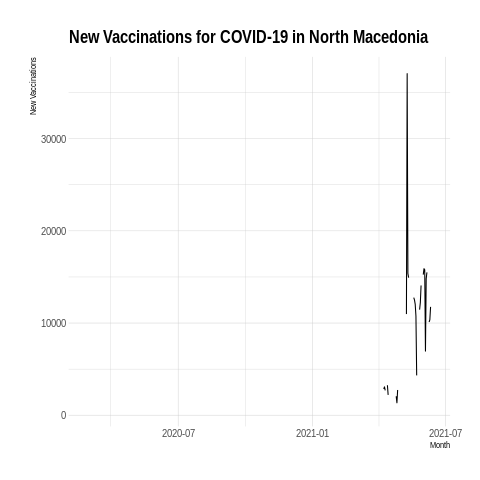 New Vaccinations for COVID-19 in North Macedonia
New Vaccinations
30000
20000
10000
0
2020-07
2021-01
2021-07
Month